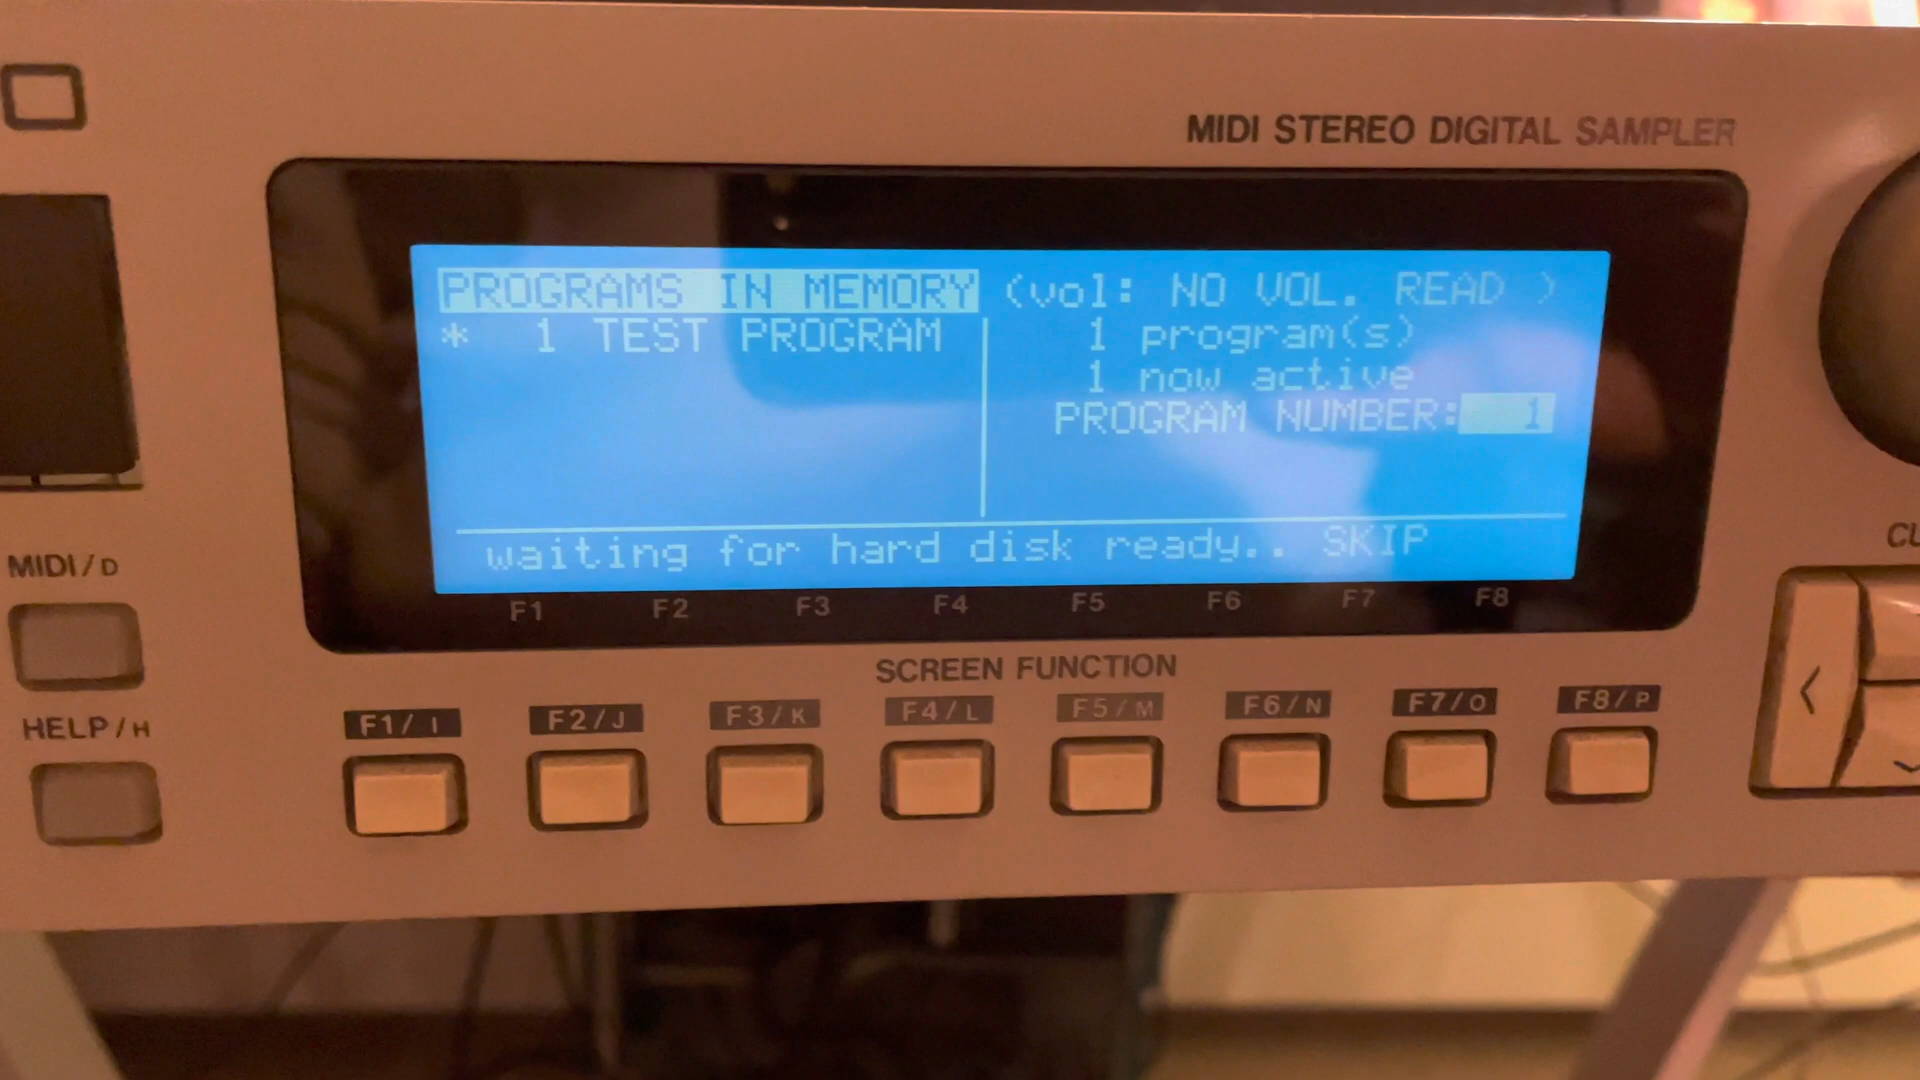 MIDI STEREO DIGITAL SAMPLER
PROGRAMS IN MEMORY (vol: NO VOL. READ )
* 1 TEST PROGRAM
1 program(s)
1 now active
PROGRAM NUMBER: 1
waiting for hard disk ready.. SKIP
F1 F2 F3 F4 F5 F6 F7 F8
SCREEN FUNCTION
F1/I F2/J F3/K F4/L F5/M F6/N F7/O F8/P
MIDI/D
HELP/H
<